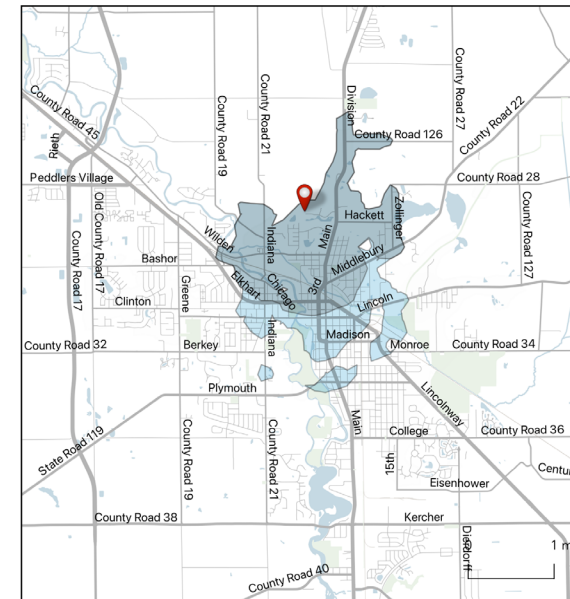 Division
County Road 27
County Road 22
County Road 21
County Road 19
County Road 45
County Road 126
Rieth
Peddlers Village
County Road 28
Old County Road 17
Zollinger
County Road 127
Hackett
Indiana
Main
Wilden
County Road 17
Middlebury
Bashor
Elkhart
Chicago
3rd
Greene
Clinton
Lincoln
Indiana
Madison
County Road 32
Berkey
Monroe
County Road 34
Plymouth
Lincolnway
Main
State Road 119
County Road 19
County Road 21
College
County Road 36
15th
Centu
Eisenhower
County Road 38
Kercher
Dierdorff
1 m
County Road 40